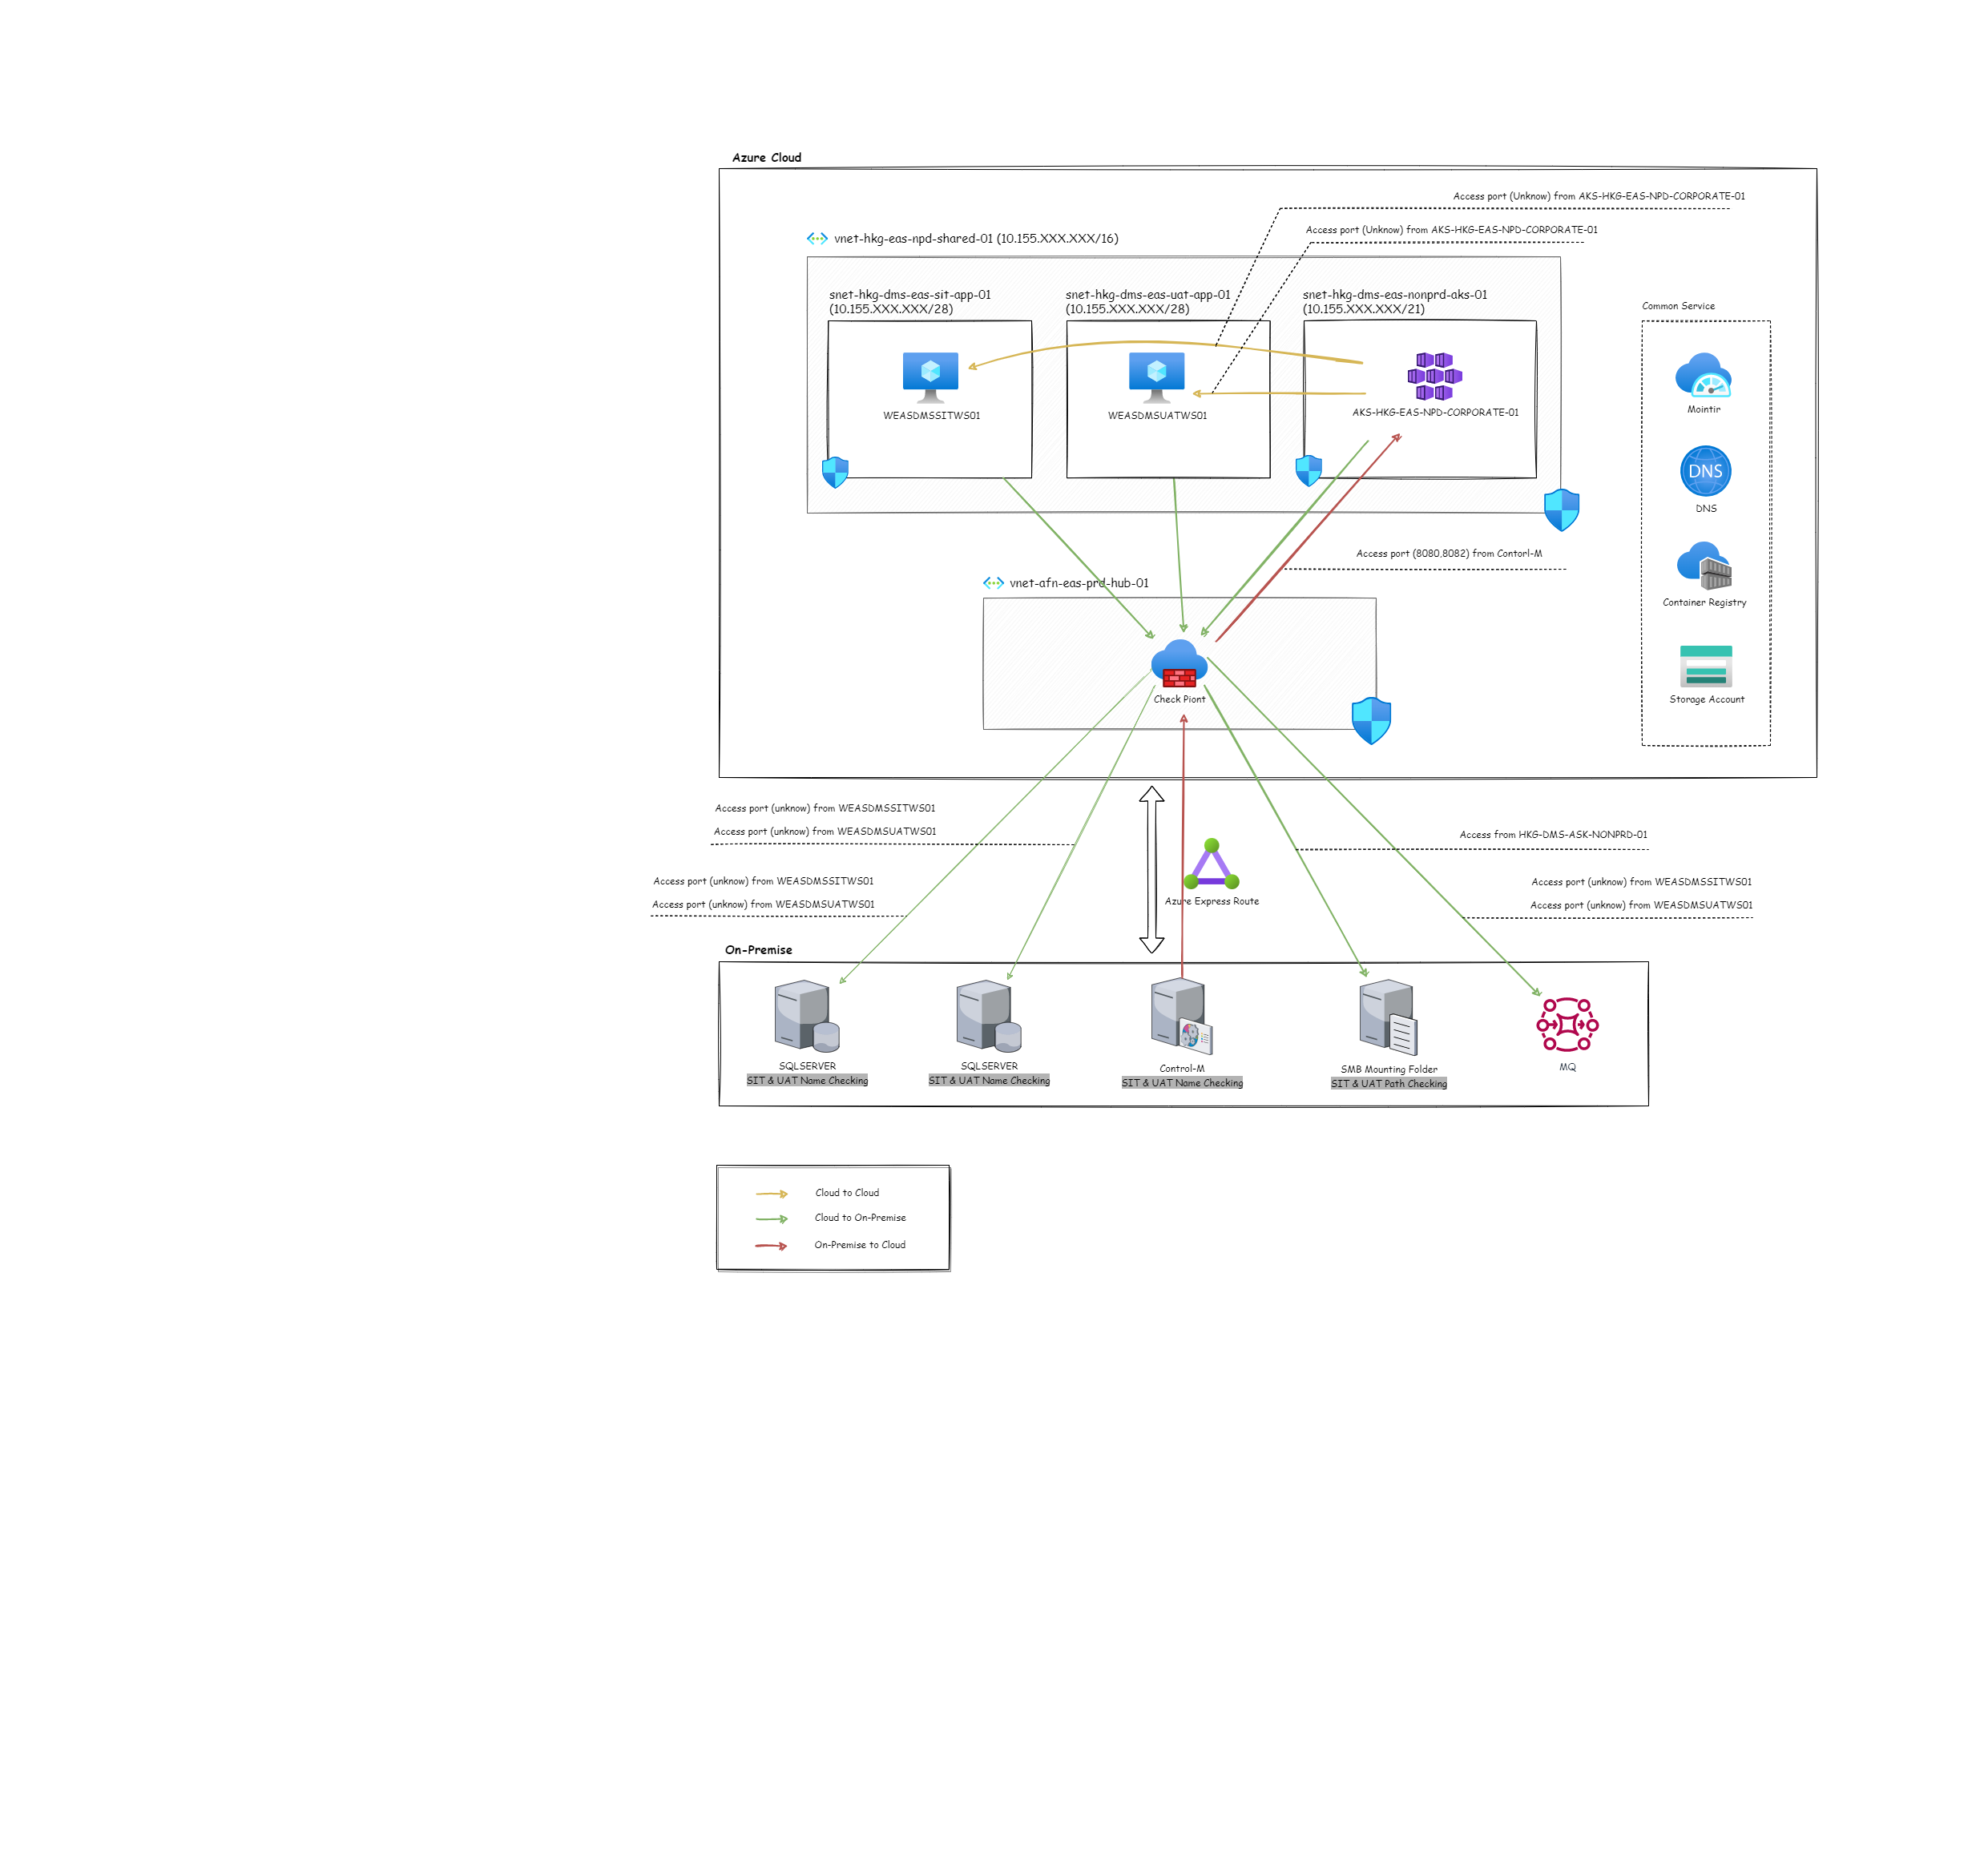 Azure Cloud
Access port (Unknow) from AKS-HKG-EAS-NPD-CORPORATE-01
Access port (Unknow) from AKS-HKG-EAS-NPD-CORPORATE-01
vnet-hkg-eas-npd-shared-01 (10.155.XXX.XXX/16)
snet-hkg-dms-eas-sit-app-01
(10.155.XXX.XXX/28)
snet-hkg-dms-eas-uat-app-01
(10.155.XXX.XXX/28)
snet-hkg-dms-eas-nonprd-aks-01
(10.155.XXX.XXX/21)
WEASDMSSITWS01
WEASDMSUATWS01
AKS-HKG-EAS-NPD-CORPORATE-01
Common Service
Mointir
DNS
DNS
Container Registry
Storage Account
Access port (8080,8082) from Contorl-M
vnet-afn-eas-prd-hub-01
Check Piont
Access port (unknow) from WEASDMSSITWS01
Access port (unknow) from WEASDMSUATWS01
Access port (unknow) from WEASDMSSITWS01
Access port (unknow) from WEASDMSUATWS01
Azure Express Route
Access from HKG-DMS-ASK-NONPRD-01
Access port (unknow) from WEASDMSSITWS01
Access port (unknow) from WEASDMSUATWS01
On-Premise
SQLSERVER
SIT & UAT Name Checking
SQLSERVER
SIT & UAT Name Checking
Control-M
SIT & UAT Name Checking
SMB Mounting Folder
SIT & UAT Path Checking
MQ
Cloud to Cloud
Cloud to On-Premise
On-Premise to Cloud